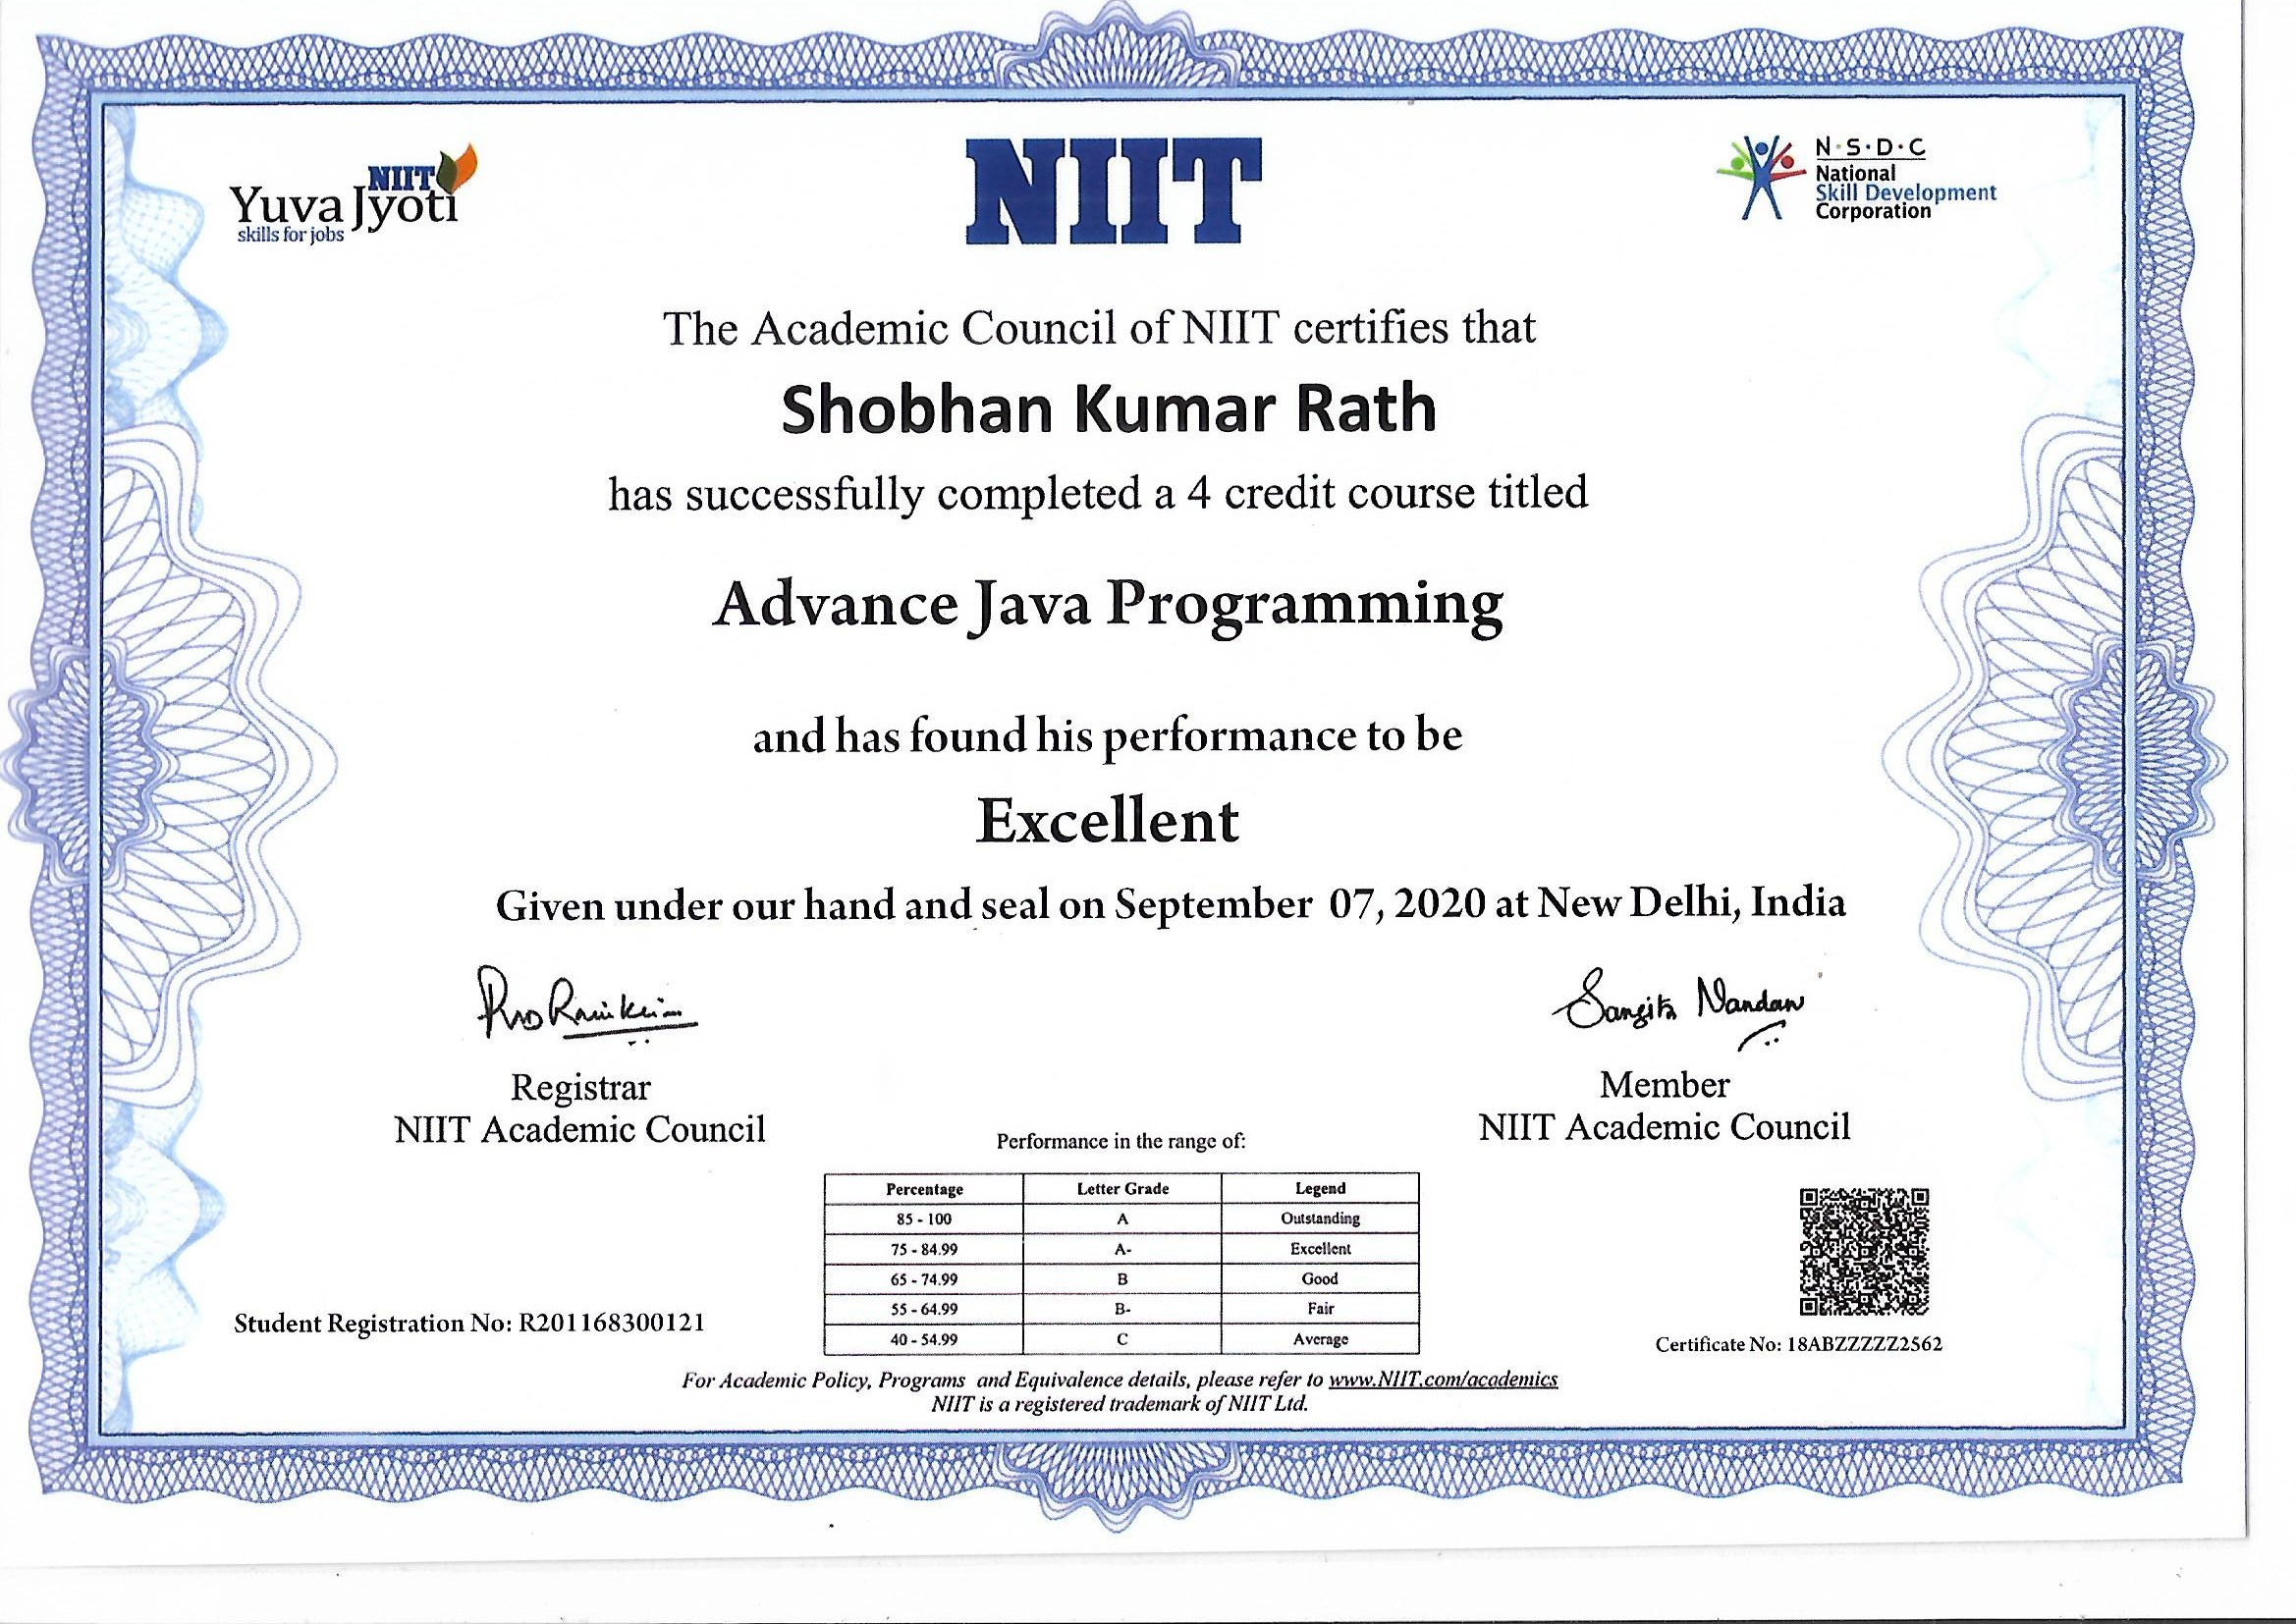 NIIT
Yuva Jyoti
skills for jobs
NIIT
N·S·D·C
National
Skill Development
Corporation
The Academic Council of NIIT certifies that
Shobhan Kumar Rath
has successfully completed a 4 credit course titled
Advance Java Programming
and has found his performance to be
Excellent
Given under our hand and seal on September 07, 2020 at New Delhi, India
Sangita Nandan
Registrar
NIIT Academic Council
Member
NIIT Academic Council
Performance in the range of:
Percentage Letter Grade Legend
85 - 100 A Outstanding
75 - 84.99 A- Excellent
65 - 74.99 B Good
55 - 64.99 B- Fair
40 - 54.99 C Average
Student Registration No: R201168300121
Certificate No: 18ABZZZZZ2562
For Academic Policy, Programs and Equivalence details, please refer to www.NIIT.com/academics
NIIT is a registered trademark of NIIT Ltd.